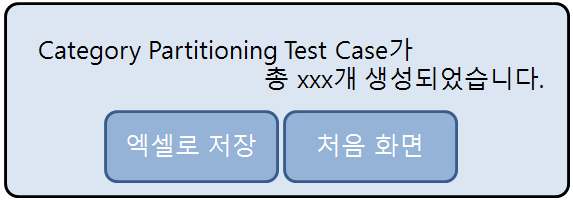 Category Partitioning Test Case가
총 xxx개 생성되었습니다.
엑셀로 저장
처음 화면